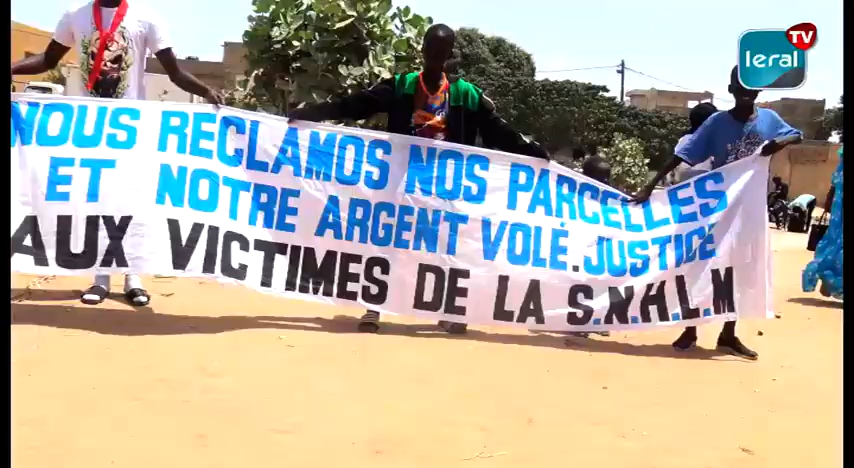 leral TV
NOUS RECLAMOS NOS PARCELLES
ET NOTRE ARGENT VOLÉ. JUSTICE
AUX VICTIMES DE LA S.N.H.L.M